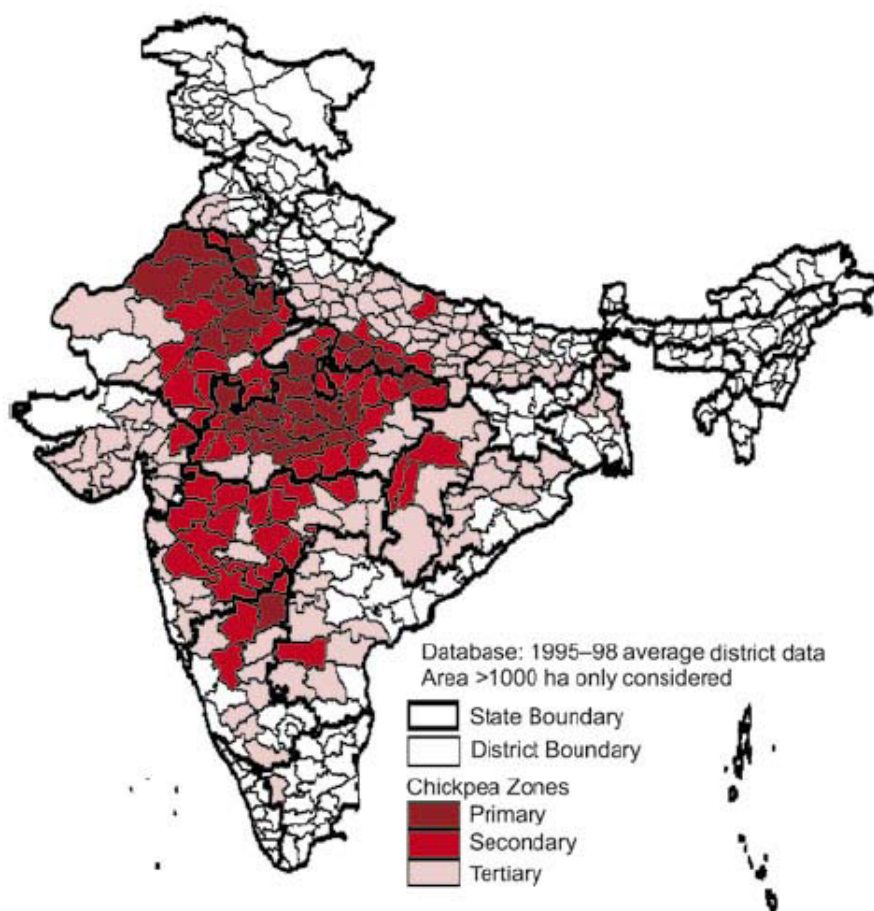 Database: 1995–98 average district data
Area >1000 ha only considered
State Boundary
District Boundary
Chickpea Zones
Primary
Secondary
Tertiary